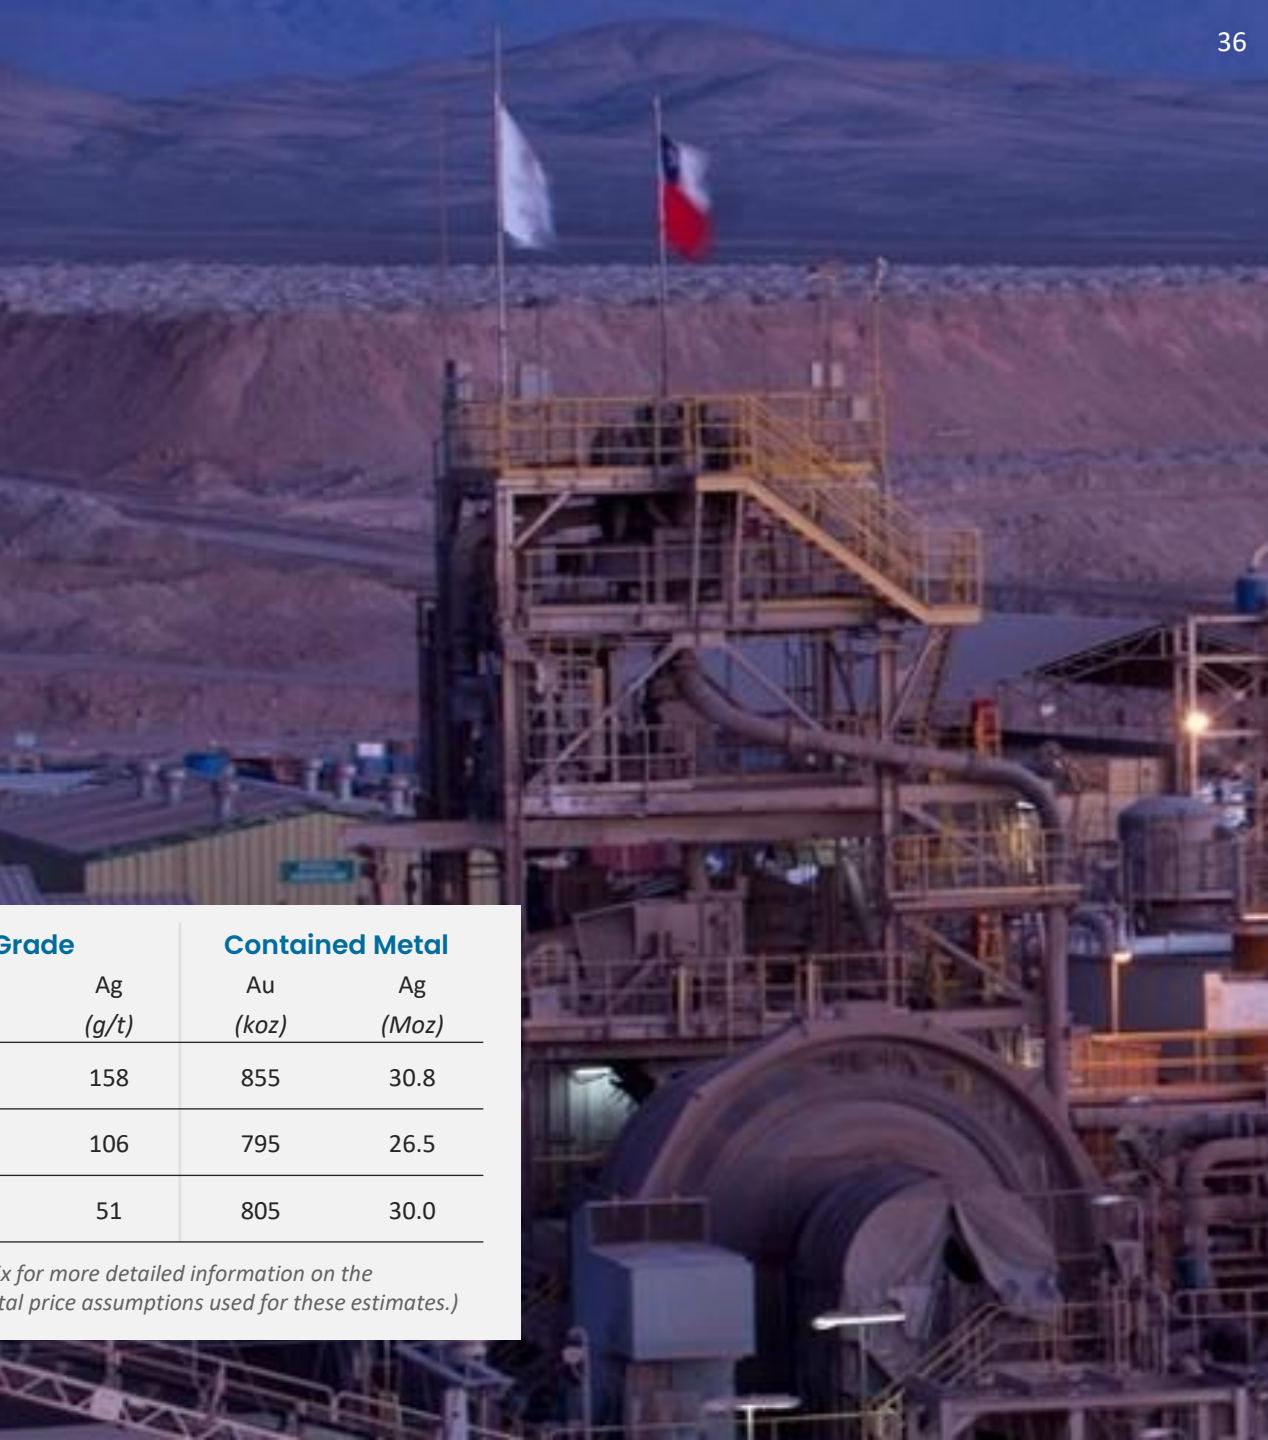 36
Grade Contained Metal
Ag Au Ag
(g/t) (koz) (Moz)
158 855 30.8
106 795 26.5
51 805 30.0
for more detailed information on the
price assumptions used for these estimates.)